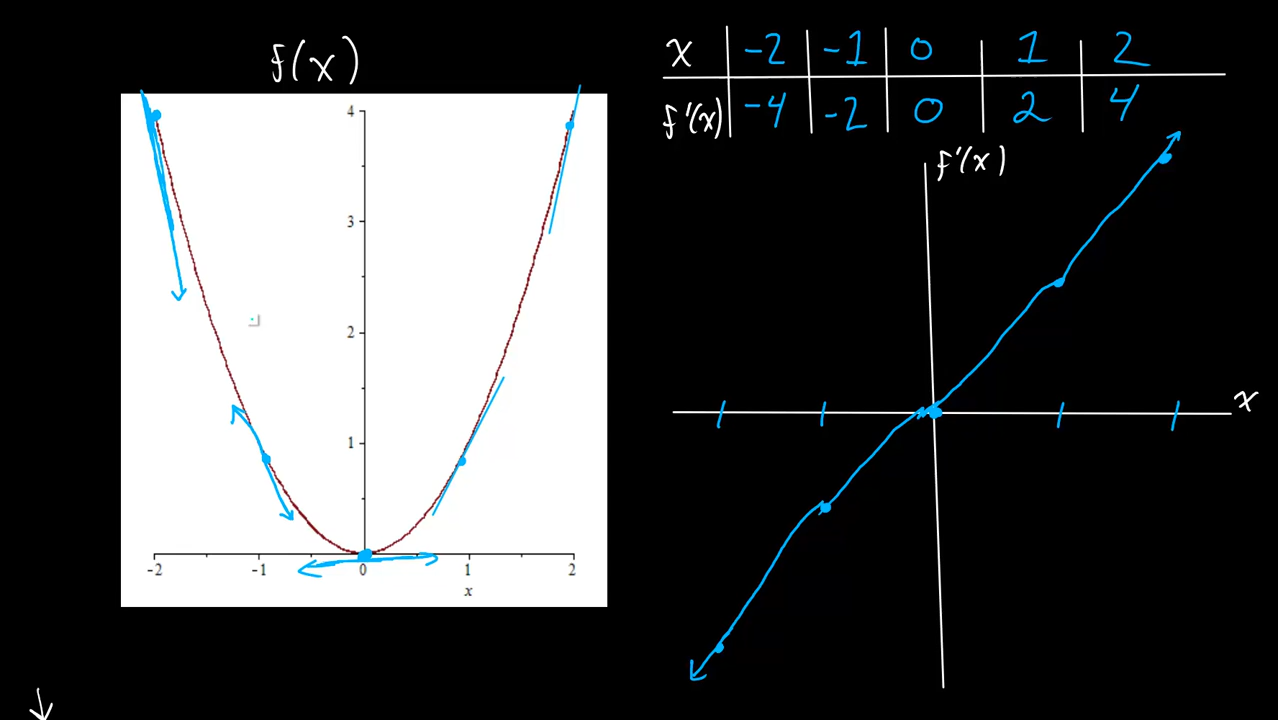 f(x)
x -2 -1 0 1 2
f'(x) -4 -2 0 2 4
f'(x)
x
4
3
2
1
-2 -1 0 1 2
x